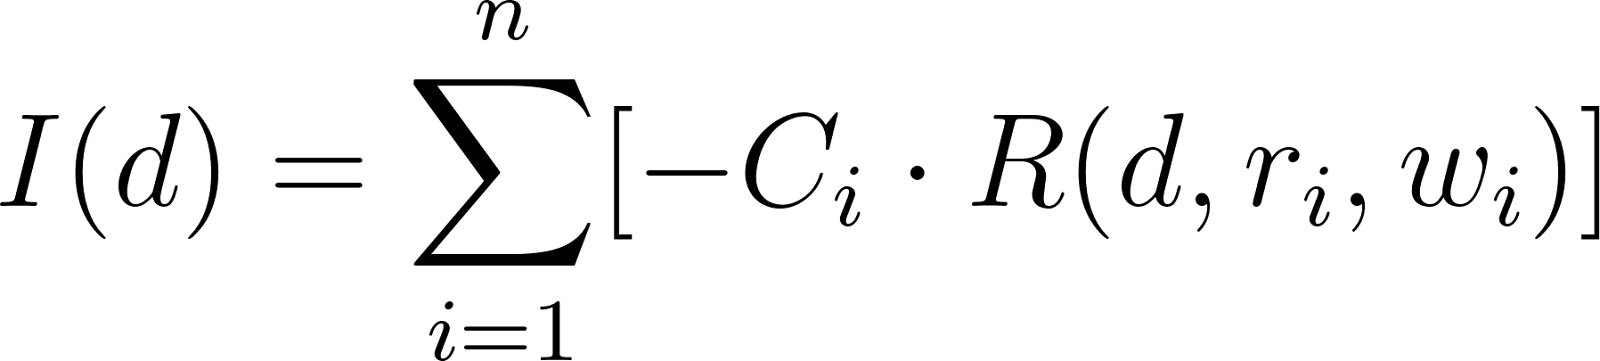 I(d) = \sum_{i=1}^{n} [-C_i \cdot R(d, r_i, w_i)]